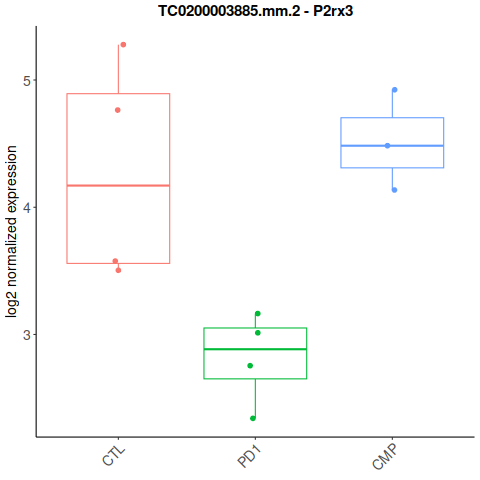 TC0200003885.mm.2 - P2rx3
log2 normalized expression
5
4
3
CTL
PD1
CMP